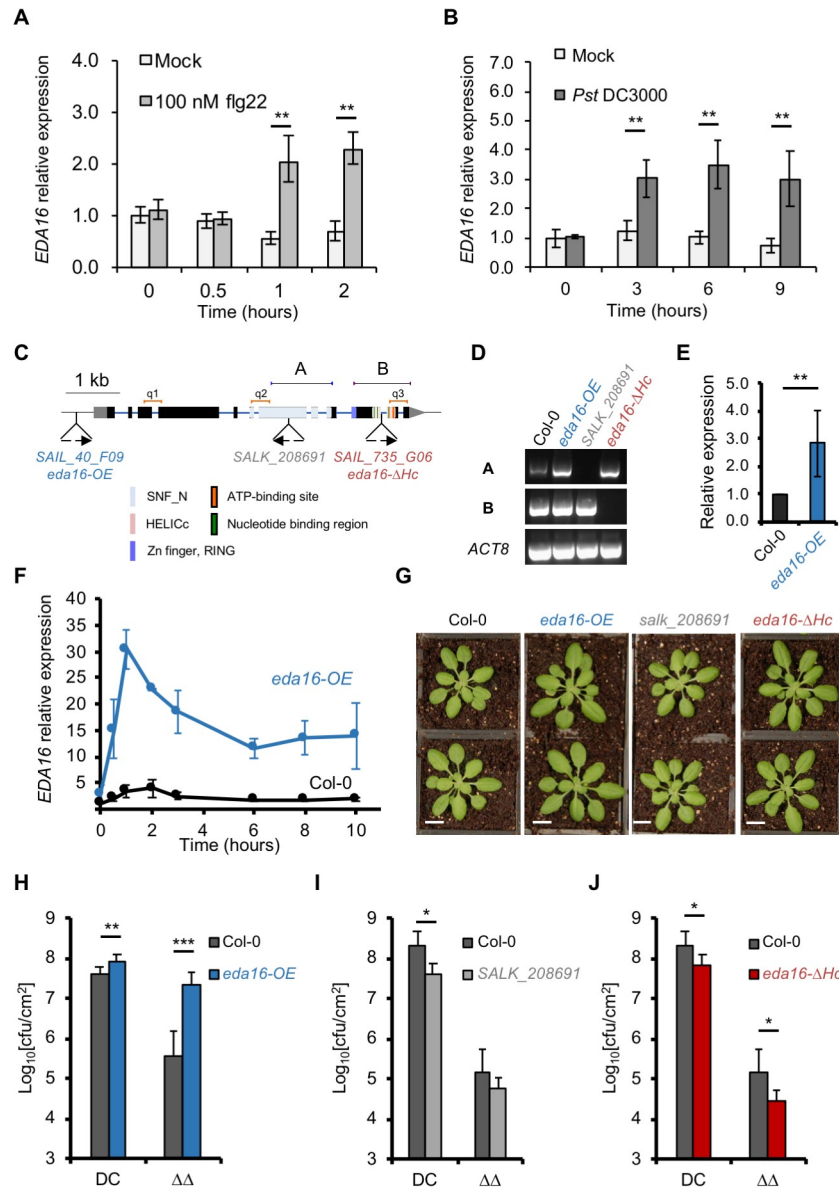 A
EDA16 relative expression
4.0
3.0
2.0
1.0
0.0
Mock
100 nM flg22
**
**
0
0.5
1
2
Time (hours)
B
EDA16 relative expression
7.0
6.0
5.0
4.0
3.0
2.0
1.0
0.0
Mock
Pst DC3000
**
**
**
0
3
6
9
Time (hours)
C
1 kb
q1
q2
A
B
q3
SAIL_40_F09
eda16-OE
SALK_208691
SAIL_735_G06
eda16-ΔHc
SNF_N
HELICc
Zn finger, RING
ATP-binding site
Nucleotide binding region
D
Col-0
eda16-OE
SALK_208691
eda16-ΔHc
A
B
ACT8
E
Relative expression
5.0
4.0
3.0
2.0
1.0
0.0
**
Col-0
eda16-OE
F
EDA16 relative expression
40
35
30
25
20
15
10
5
eda16-OE
Col-0
0
2
4
6
8
10
Time (hours)
G
Col-0
eda16-OE
salk_208691
eda16-ΔHc
H
Log10[cfu/cm2]
9
8
7
6
5
4
3
**
***
Col-0
eda16-OE
DC
ΔΔ
I
Log10[cfu/cm2]
9
8
7
6
5
4
3
*
Col-0
SALK_208691
DC
ΔΔ
J
Log10[cfu/cm2]
9
8
7
6
5
4
3
*
*
Col-0
eda16-ΔHc
DC
ΔΔ